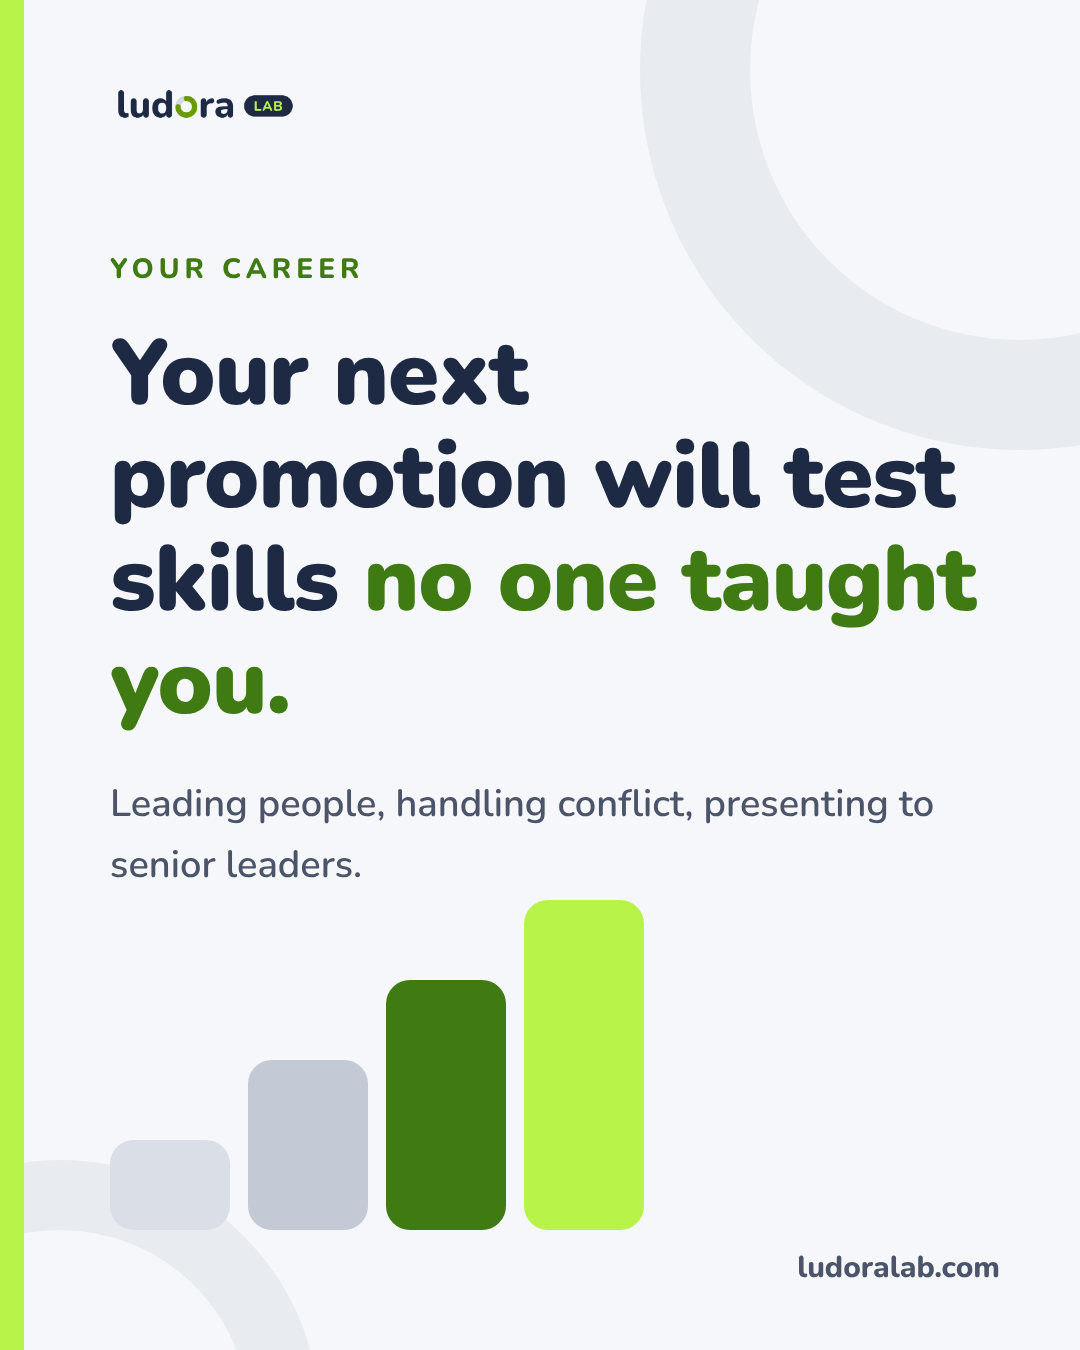 ludora LAB
YOUR CAREER
Your next
promotion will test
skills no one taught
you.
Leading people, handling conflict, presenting to
senior leaders.
ludoralab.com